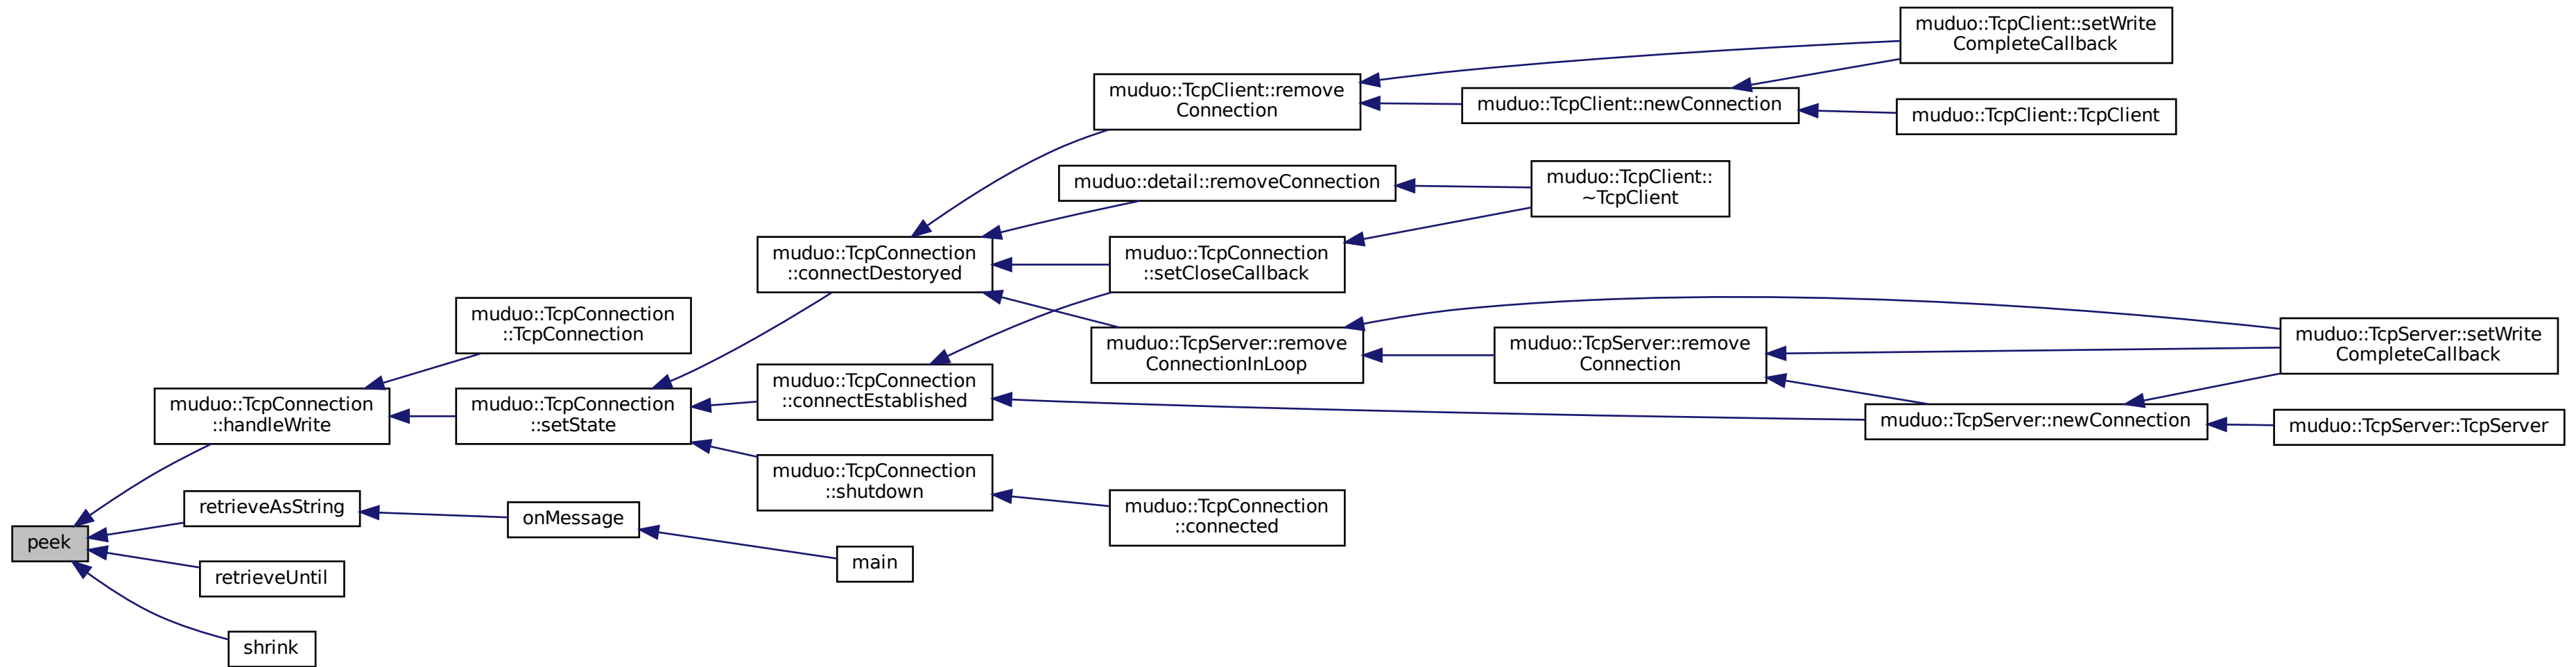 muduo::TcpClient::setWrite
CompleteCallback
muduo::TcpClient::remove
Connection
muduo::TcpClient::newConnection
muduo::TcpClient::TcpClient
muduo::detail::removeConnection
muduo::TcpClient::
~TcpClient
muduo::TcpConnection
::connectDestoryed
muduo::TcpConnection
::setCloseCallback
muduo::TcpConnection
::TcpConnection
muduo::TcpServer::remove
ConnectionInLoop
muduo::TcpServer::remove
Connection
muduo::TcpServer::setWrite
CompleteCallback
muduo::TcpConnection
::handleWrite
muduo::TcpConnection
::setState
muduo::TcpConnection
::connectEstablished
muduo::TcpServer::newConnection
muduo::TcpServer::TcpServer
muduo::TcpConnection
::shutdown
muduo::TcpConnection
::connected
retrieveAsString
onMessage
peek
main
retrieveUntil
shrink